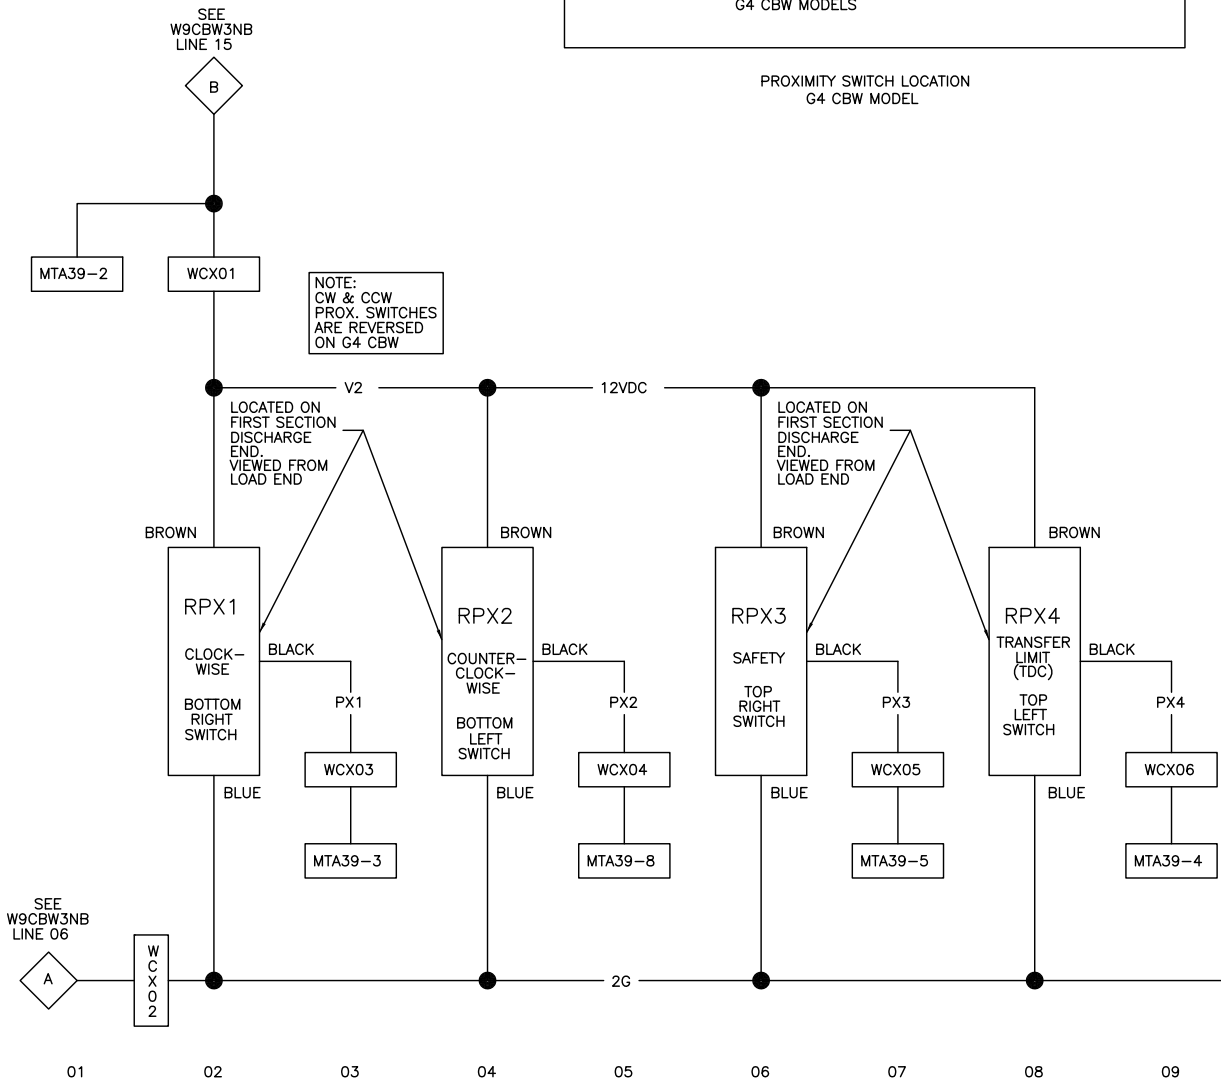 G4 CBW MODELS
PROXIMITY SWITCH LOCATION
G4 CBW MODEL
SEE
W9CBW3NB
LINE 15
B
MTA39-2
WCX01
NOTE:
CW & CCW
PROX. SWITCHES
ARE REVERSED
ON G4 CBW
V2
12VDC
LOCATED ON
FIRST SECTION
DISCHARGE
END.
VIEWED FROM
LOAD END
LOCATED ON
FIRST SECTION
DISCHARGE
END.
VIEWED FROM
LOAD END
BROWN
RPX1
CLOCK-
WISE
BOTTOM
RIGHT
SWITCH
BLACK
PX1
WCX03
MTA39-3
BLUE
BROWN
RPX2
COUNTER-
CLOCK-
WISE
BOTTOM
LEFT
SWITCH
BLACK
PX2
WCX04
MTA39-8
BLUE
BROWN
RPX3
SAFETY
TOP
RIGHT
SWITCH
BLACK
PX3
WCX05
MTA39-5
BLUE
BROWN
RPX4
TRANSFER
LIMIT
(TDC)
TOP
LEFT
SWITCH
BLACK
PX4
WCX06
MTA39-4
BLUE
SEE
W9CBW3NB
LINE 06
A
W
C
X
0
2
2G
01 02 03 04 05 06 07 08 09